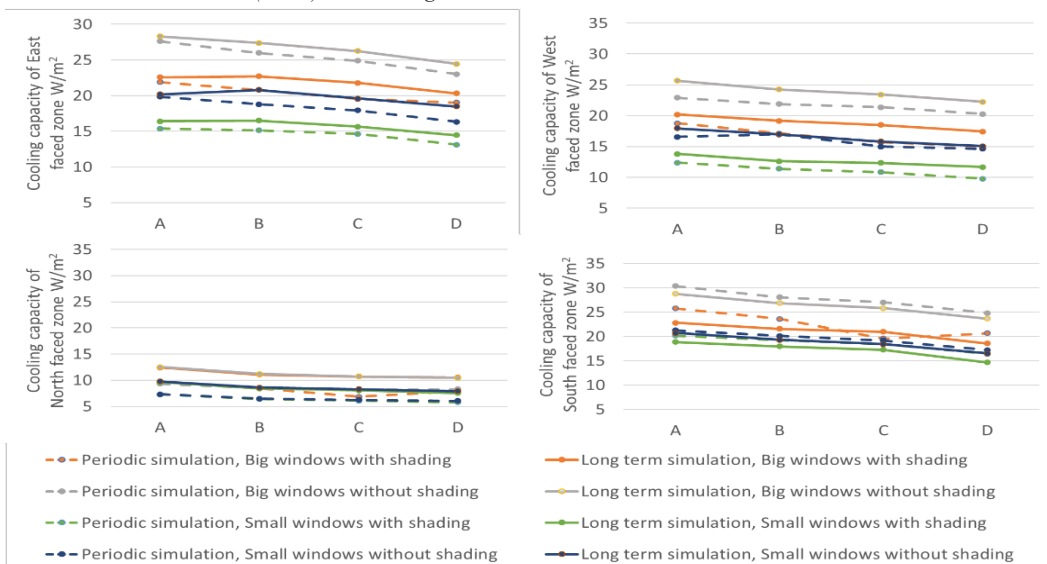 30
25
20
15
10
5
Cooling capacity of East
faced zone W/m²
A B C D
35
30
25
20
15
10
5
Cooling capacity of West
faced zone W/m²
A B C D
35
30
25
20
15
10
5
Cooling capacity of
North faced zone W/m²
A B C D
35
30
25
20
15
10
5
Cooling capacity of
South faced zone W/m²
A B C D
Periodic simulation, Big windows with shading
Long term simulation, Big windows with shading
Periodic simulation, Big windows without shading
Long term simulation, Big windows without shading
Periodic simulation, Small windows with shading
Long term simulation, Small windows with shading
Periodic simulation, Small windows without shading
Long term simulation, Small windows without shading